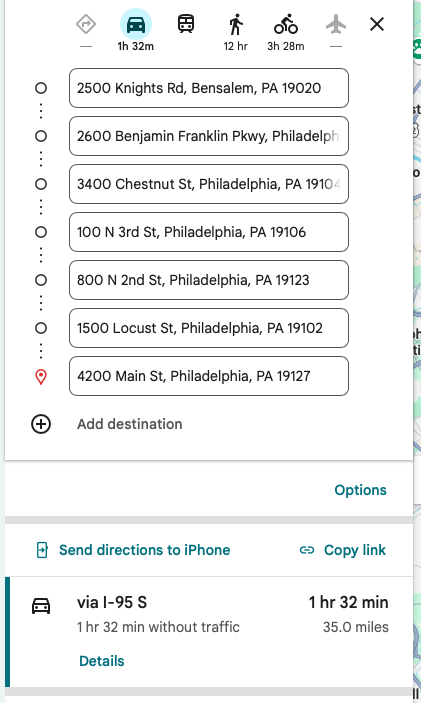 1h 32m
12 hr
3h 28m
2500 Knights Rd, Bensalem, PA 19020
2600 Benjamin Franklin Pkwy, Philadelph
3400 Chestnut St, Philadelphia, PA 19104
100 N 3rd St, Philadelphia, PA 19106
800 N 2nd St, Philadelphia, PA 19123
1500 Locust St, Philadelphia, PA 19102
4200 Main St, Philadelphia, PA 19127
Add destination
Options
Send directions to iPhone
Copy link
via I-95 S
1 hr 32 min
1 hr 32 min without traffic
35.0 miles
Details